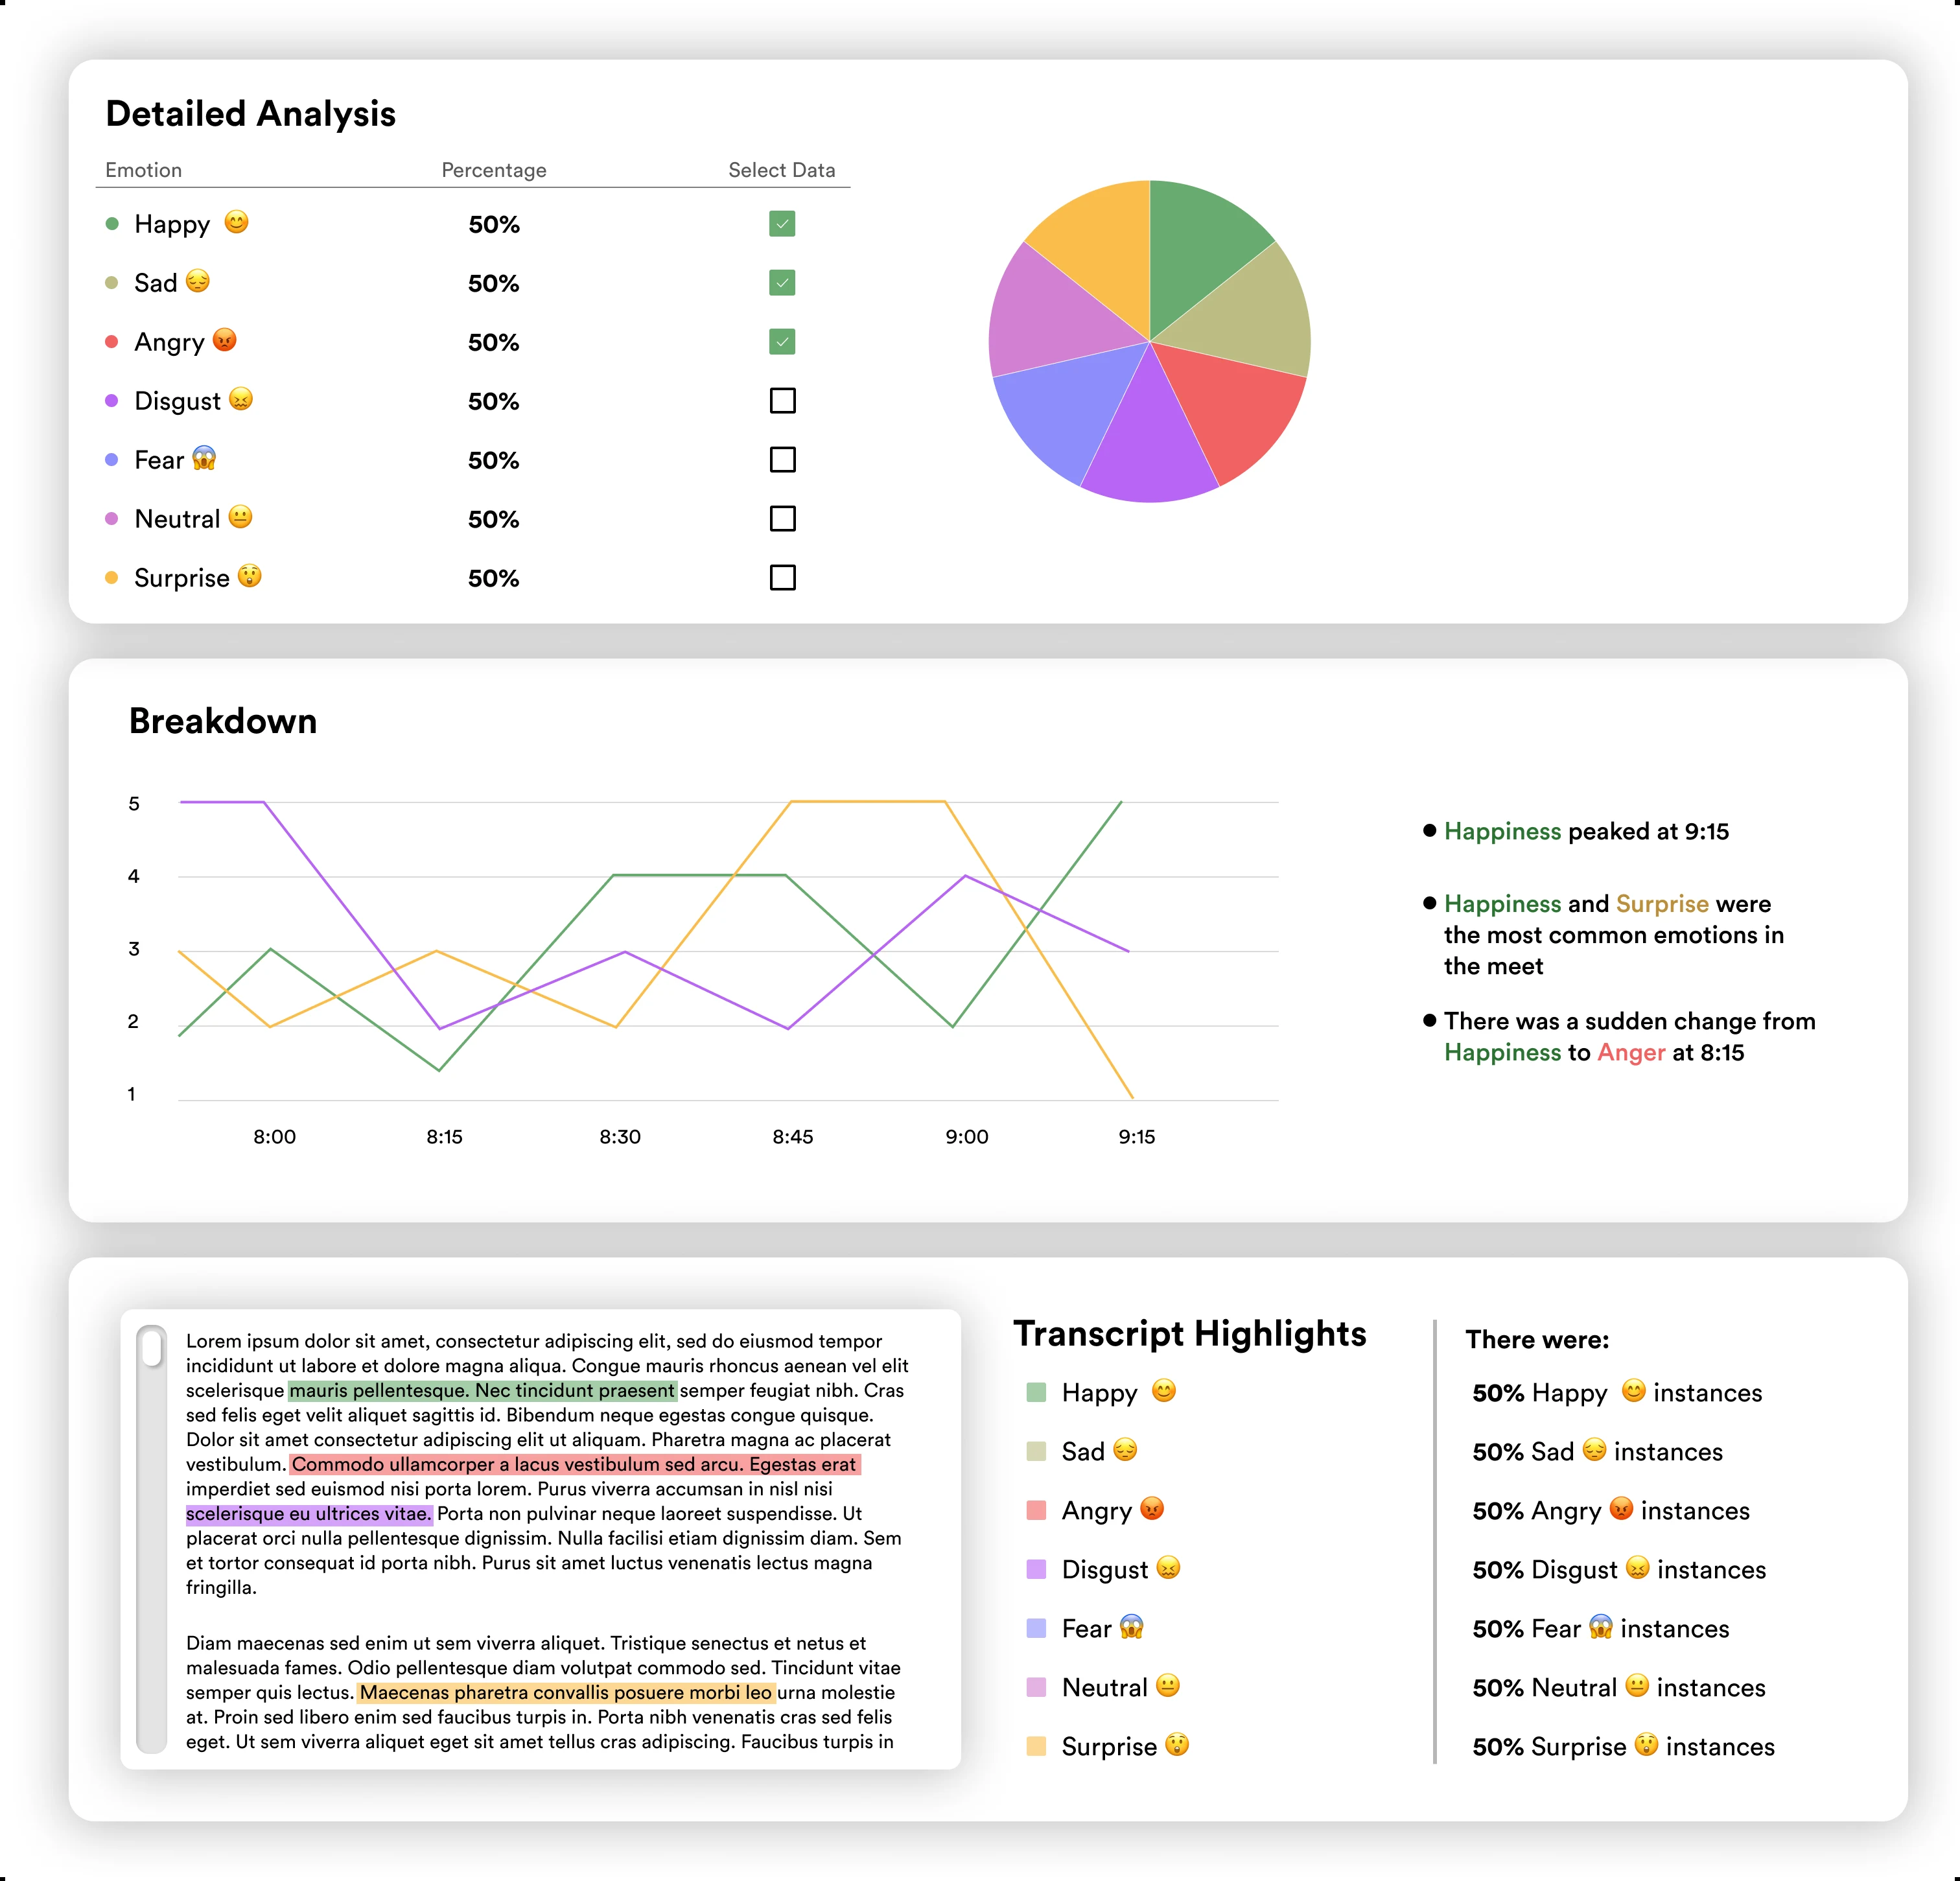 Detailed Analysis
Emotion Percentage Select Data
Happy 😊 50%
Sad 😔 50%
Angry 😡 50%
Disgust 😖 50%
Fear 😱 50%
Neutral 😐 50%
Surprise 😲 50%
Breakdown
5
4
3
2
1
8:00 8:15 8:30 8:45 9:00 9:15
Happiness peaked at 9:15
Happiness and Surprise were
the most common emotions in
the meet
There was a sudden change from
Happiness to Anger at 8:15
Lorem ipsum dolor sit amet, consectetur adipiscing elit, sed do eiusmod tempor
incididunt ut labore et dolore magna aliqua. Congue mauris rhoncus aenean vel elit
scelerisque mauris pellentesque. Nec tincidunt praesent semper feugiat nibh. Cras
sed felis eget velit aliquet sagittis id. Bibendum neque egestas congue quisque.
Dolor sit amet consectetur adipiscing elit ut aliquam. Pharetra magna ac placerat
vestibulum. Commodo ullamcorper a lacus vestibulum sed arcu. Egestas erat
imperdiet sed euismod nisi porta lorem. Purus viverra accumsan in nisl nisi
scelerisque eu ultrices vitae. Porta non pulvinar neque laoreet suspendisse. Ut
placerat orci nulla pellentesque dignissim. Nulla facilisi etiam dignissim diam. Sem
et tortor consequat id porta nibh. Purus sit amet luctus venenatis lectus magna
fringilla.
Diam maecenas sed enim ut sem viverra aliquet. Tristique senectus et netus et
malesuada fames. Odio pellentesque diam volutpat commodo sed. Tincidunt vitae
semper quis lectus. Maecenas pharetra convallis posuere morbi leo urna molestie
at. Proin sed libero enim sed faucibus turpis in. Porta nibh venenatis cras sed felis
eget. Ut sem viverra aliquet eget sit amet tellus cras adipiscing. Faucibus turpis in
Transcript Highlights
Happy 😊
Sad 😔
Angry 😡
Disgust 😖
Fear 😱
Neutral 😐
Surprise 😲
There were:
50% Happy 😊 instances
50% Sad 😔 instances
50% Angry 😡 instances
50% Disgust 😖 instances
50% Fear 😱 instances
50% Neutral 😐 instances
50% Surprise 😲 instances